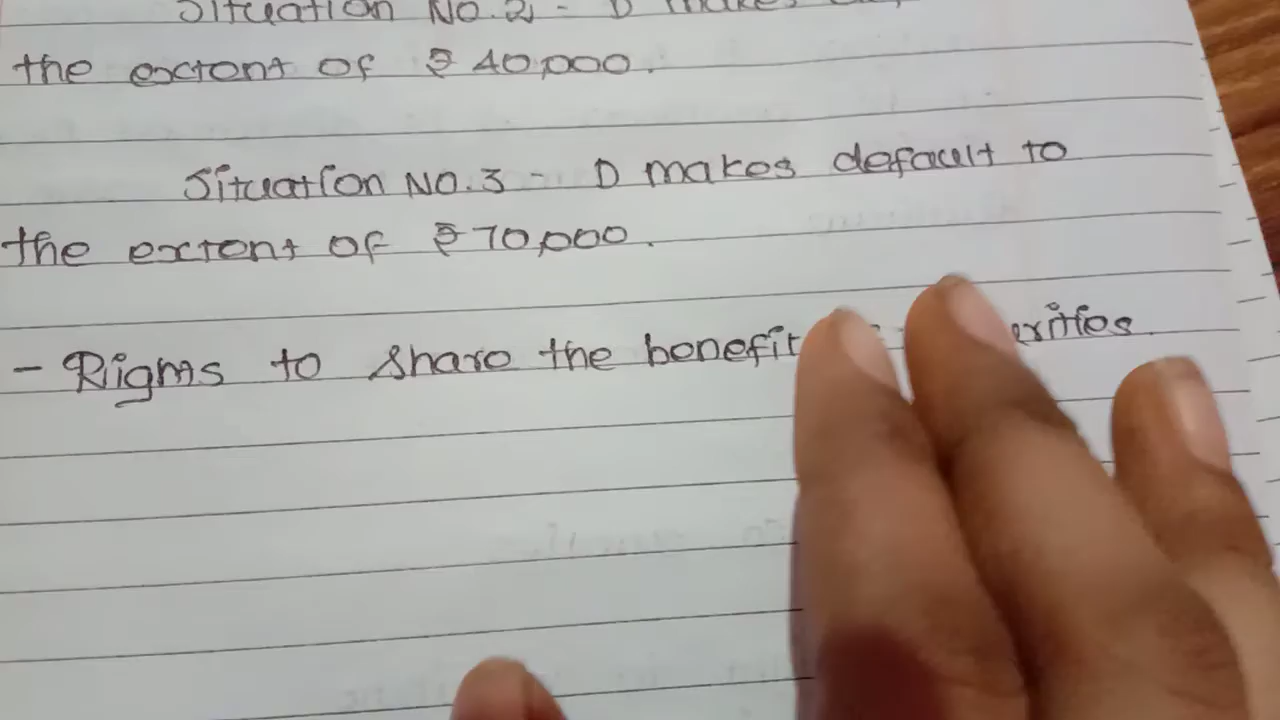 Situation No.2 - D makes
the extent of ₹ 40,000.
Situation No.3 - D makes default to
the extent of ₹ 70,000.
- Rights to share the benefit